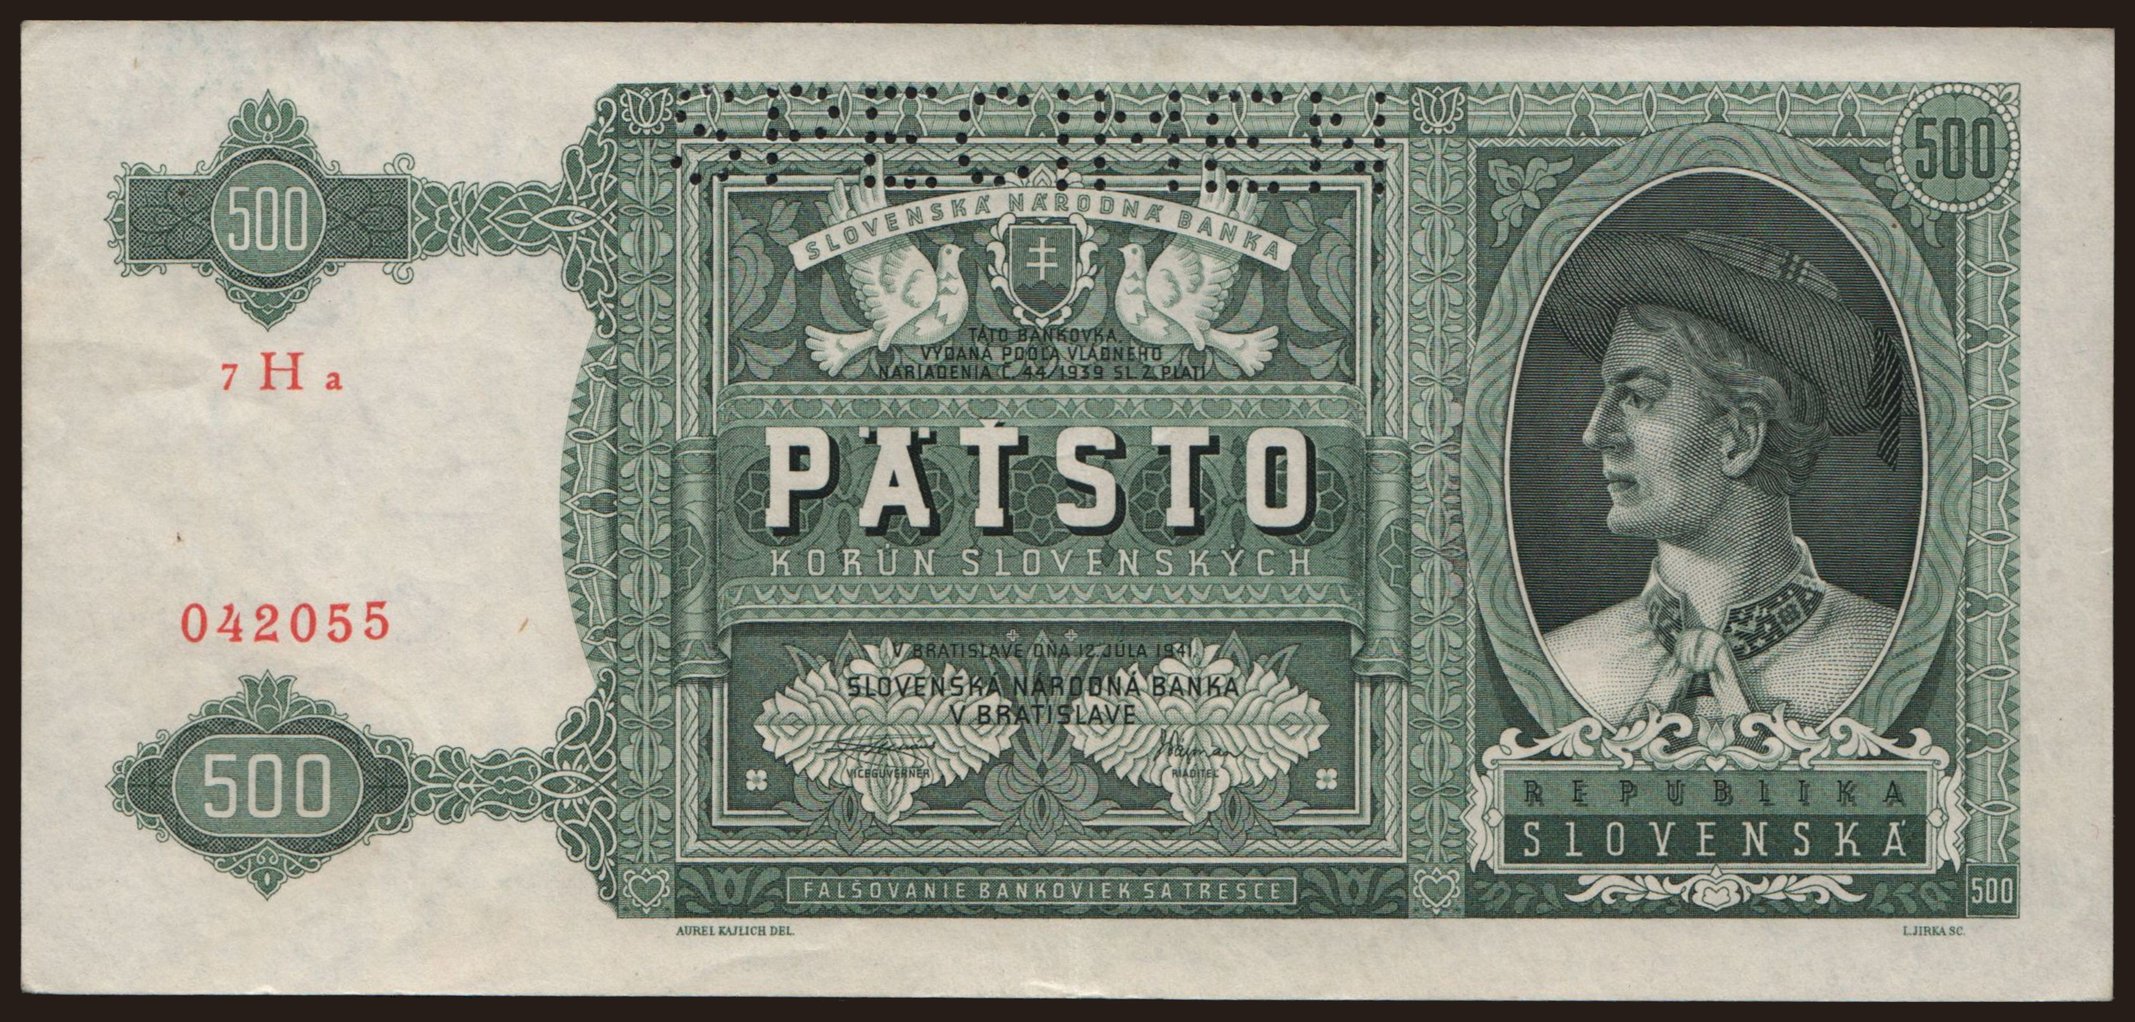 SPECIMEN
500
500
SLOVENSKÁ NÁRODNÁ BANKA
TÁTO BANKOVKA,
VYDANÁ PODĽA VLÁDNEHO
NARIADENIA Č. 44/1939 SL. Z. PLATÍ
7 H a
PÄŤSTO
KORÚN SLOVENSKÝCH
042055
V BRATISLAVE DŇA 12. JÚLA 1941.
SLOVENSKÁ NÁRODNÁ BANKA
V BRATISLAVE
VICEGUVERNÉR
RIADITEĽ
500
REPUBLIKA
SLOVENSKÁ
FALŠOVANIE BANKOVIEK SA TRESCE
500
AUREL KAJLICH DEL.
L. JIRKA SC.